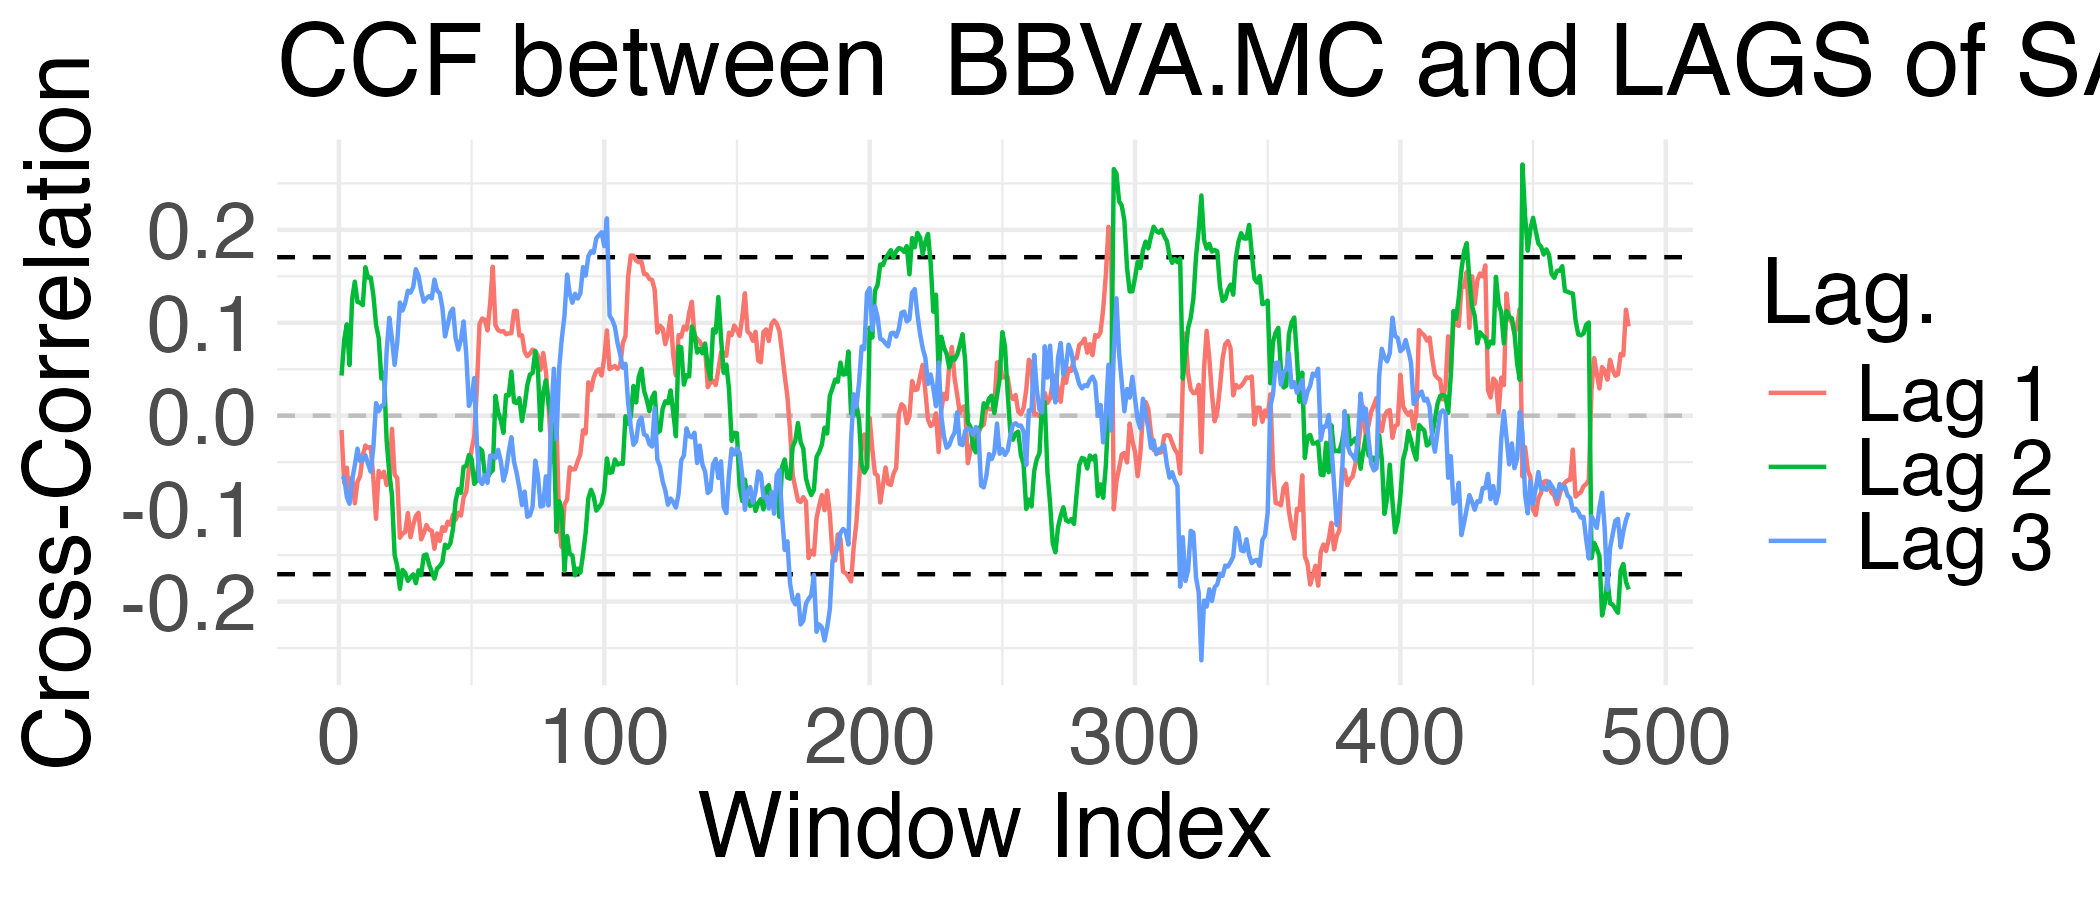 CCF between BBVA.MC and LAGS of SA
Cross-Correlation
0.2
0.1
0.0
-0.1
-0.2
0 100 200 300 400 500
Window Index
Lag.
Lag 1
Lag 2
Lag 3